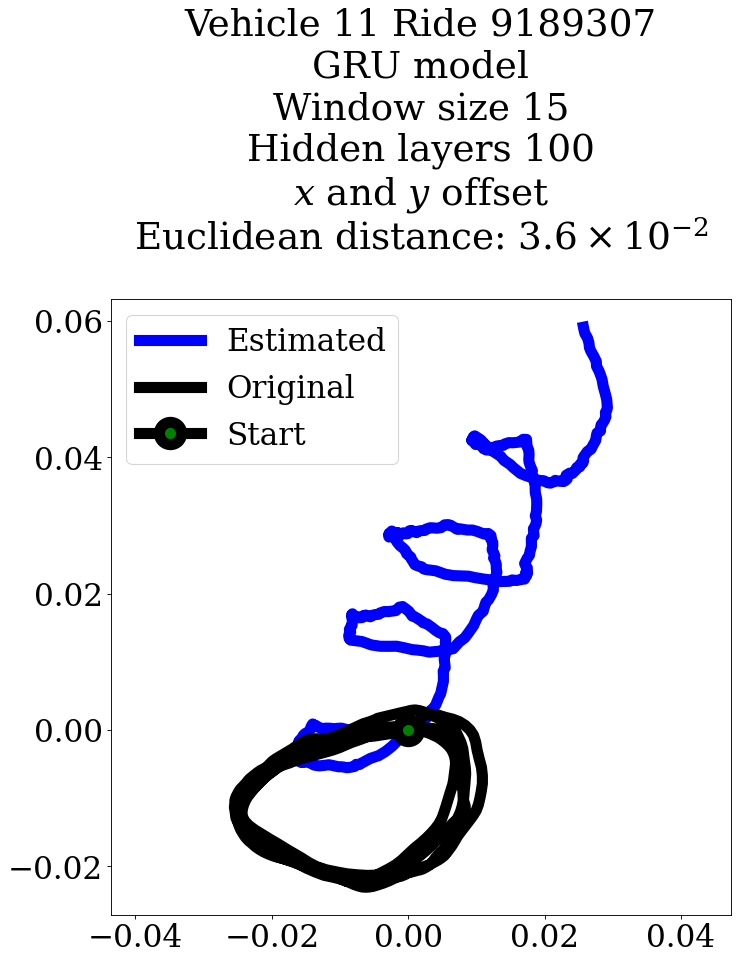 Vehicle 11 Ride 9189307
GRU model
Window size 15
Hidden layers 100
x and y offset
Euclidean distance: 3.6 × 10⁻²
Estimated
Original
Start
0.06
0.04
0.02
0.00
−0.02
−0.04 −0.02 0.00 0.02 0.04